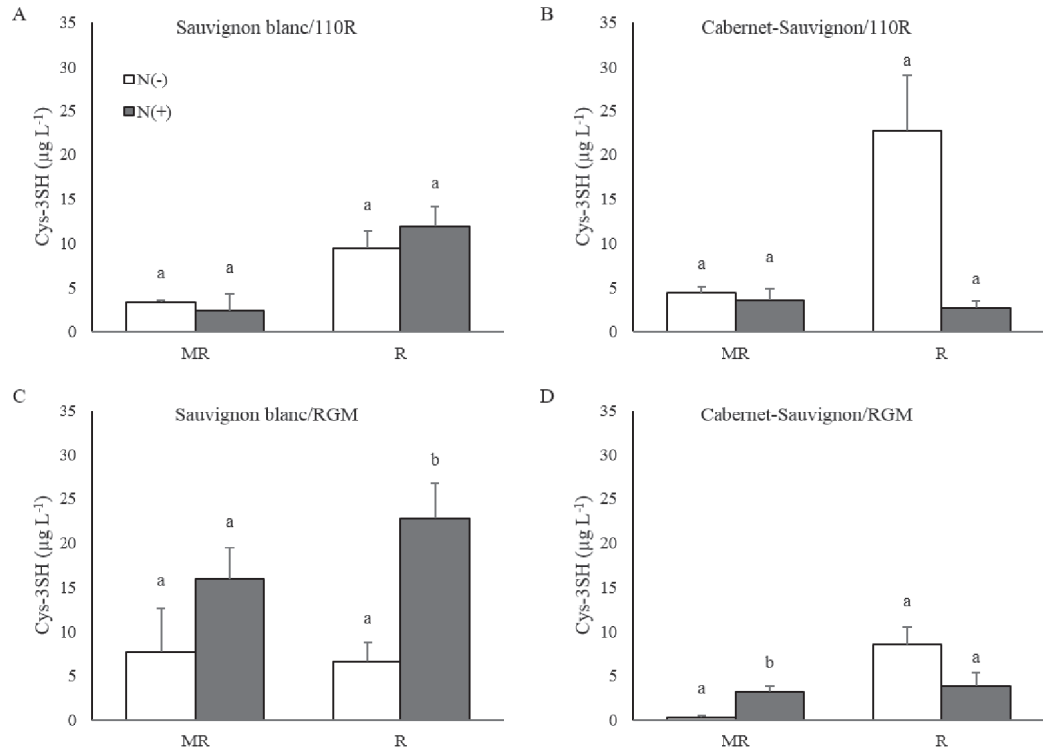 A
Sauvignon blanc/110R
Cys-3SH (µg L-1)
35
30
25
20
15
10
5
0
N(-)
N(+)
a
a
a
a
MR
R
B
Cabernet-Sauvignon/110R
Cys-3SH (µg L-1)
35
30
25
20
15
10
5
0
a
a
a
a
MR
R
C
Sauvignon blanc/RGM
Cys-3SH (µg L-1)
35
30
25
20
15
10
5
0
a
a
a
b
MR
R
D
Cabernet-Sauvignon/RGM
Cys-3SH (µg L-1)
35
30
25
20
15
10
5
0
a
b
a
a
MR
R